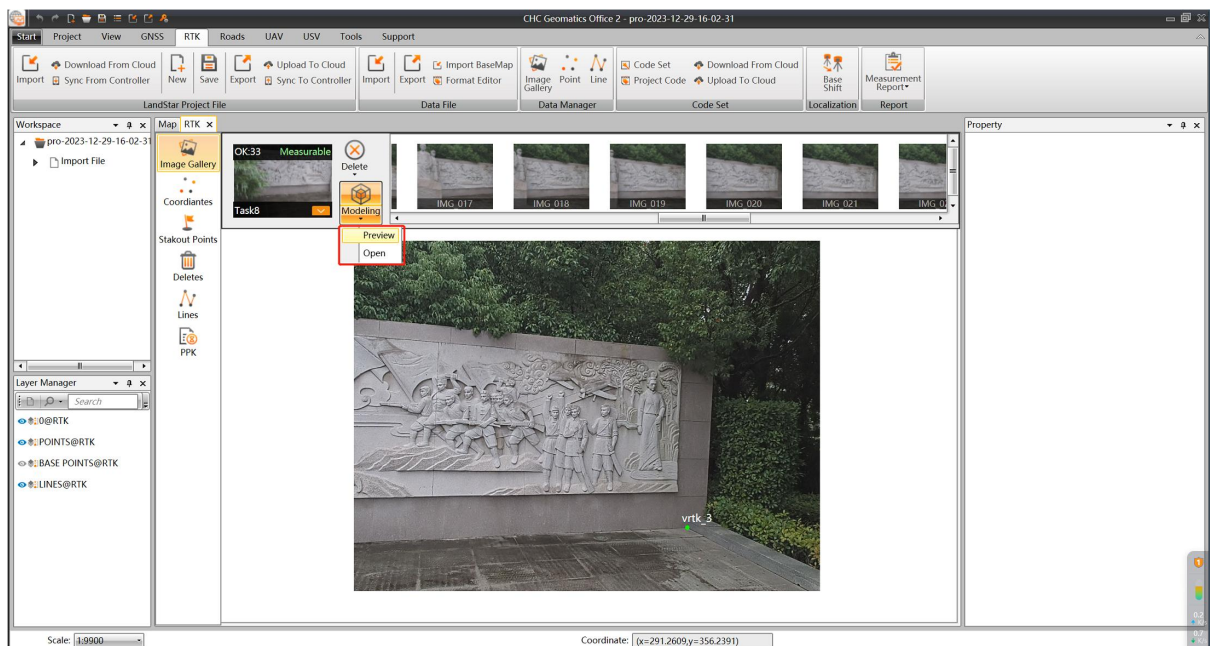 CHC Geomatics Office 2 - pro-2023-12-29-16-02-31
Start Project View GNSS RTK Roads UAV USV Tools Support
Import
Download From Cloud
Sync From Controller
New
Save
Export
Upload To Cloud
Sync To Controller
LandStar Project File
Import
Export
Import BaseMap
Format Editor
Data File
Image Gallery
Point
Line
Data Manager
Code Set
Project Code
Download From Cloud
Upload To Cloud
Code Set
Base Shift
Localization
Measurement Report
Report
Workspace
pro-2023-12-29-16-02-31
Import File
Layer Manager
Search
0@RTK
POINTS@RTK
BASE POINTS@RTK
LINES@RTK
Map RTK
Image Gallery
Coordiantes
Stakout Points
Deletes
Lines
PPK
OK:33 Measurable
Task8
Delete
Modeling
Preview
Open
IMG_017 IMG_018 IMG_019 IMG_020 IMG_021
vrtk_3
Property
1
0.2
0.7
Scale: 1:9900
Coordinate: (x=291.2609,y=356.2391)